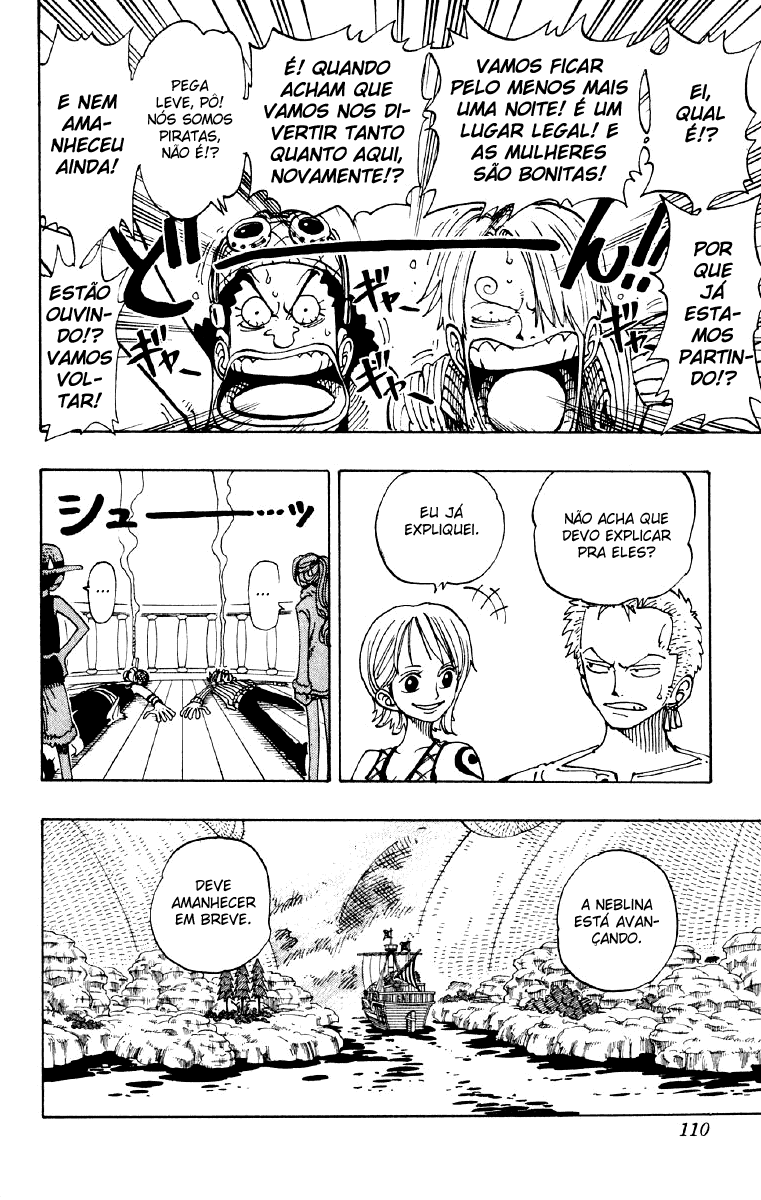 EI,
QUAL
É!?
VAMOS FICAR
PELO MENOS MAIS
UMA NOITE! É UM
LUGAR LEGAL! E
AS MULHERES
SÃO BONITAS!
É! QUANDO
ACHAM QUE
VAMOS NOS DI-
VERTIR TANTO
QUANTO AQUI,
NOVAMENTE!?
PEGA
LEVE, PÔ!
NÓS SOMOS
PIRATAS,
NÃO É!?
E NEM
AMA-
NHECEU
AINDA!
POR
QUE
JÁ
ESTA-
MOS
PARTIN-
DO!?
ESTÃO
OUVIN-
DO!?
VAMOS
VOL-
TAR!
どーん!!
ギャー
ギャー
ギャー
ギャー
NÃO ACHA QUE
DEVO EXPLICAR
PRA ELES?
EU JÁ
EXPLIQUEI.
シュー…ッ
...
...
A NEBLINA
ESTÁ AVAN-
ÇANDO.
DEVE
AMANHECER
EM BREVE.
110